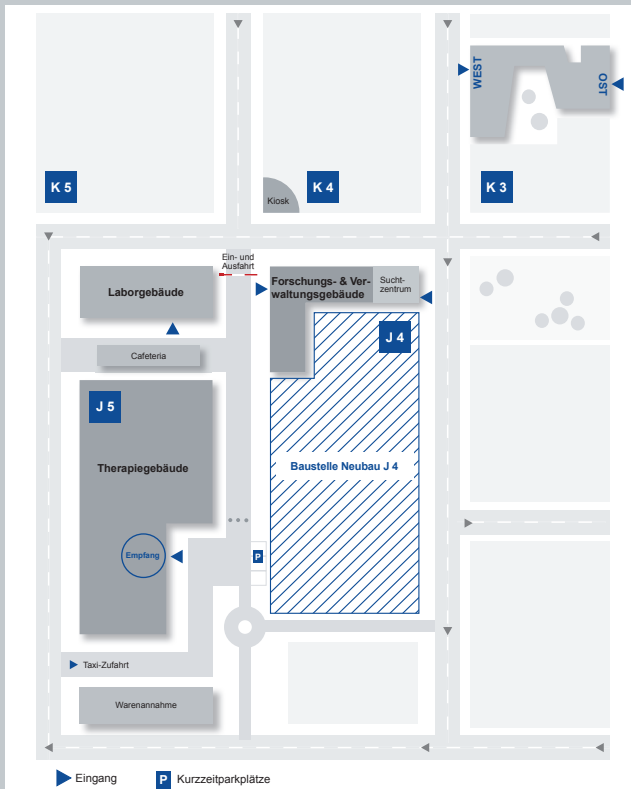 WEST
OST
K 5
K 4
K 3
Kiosk
Ein- und
Ausfahrt
Laborgebäude
Forschungs- & Ver-
waltungsgebäude
Sucht-
zentrum
J 4
Cafeteria
J 5
Therapiegebäude
Baustelle Neubau J 4
Empfang
P
Taxi-Zufahrt
Warenannahme
Eingang
P Kurzzeitparkplätze